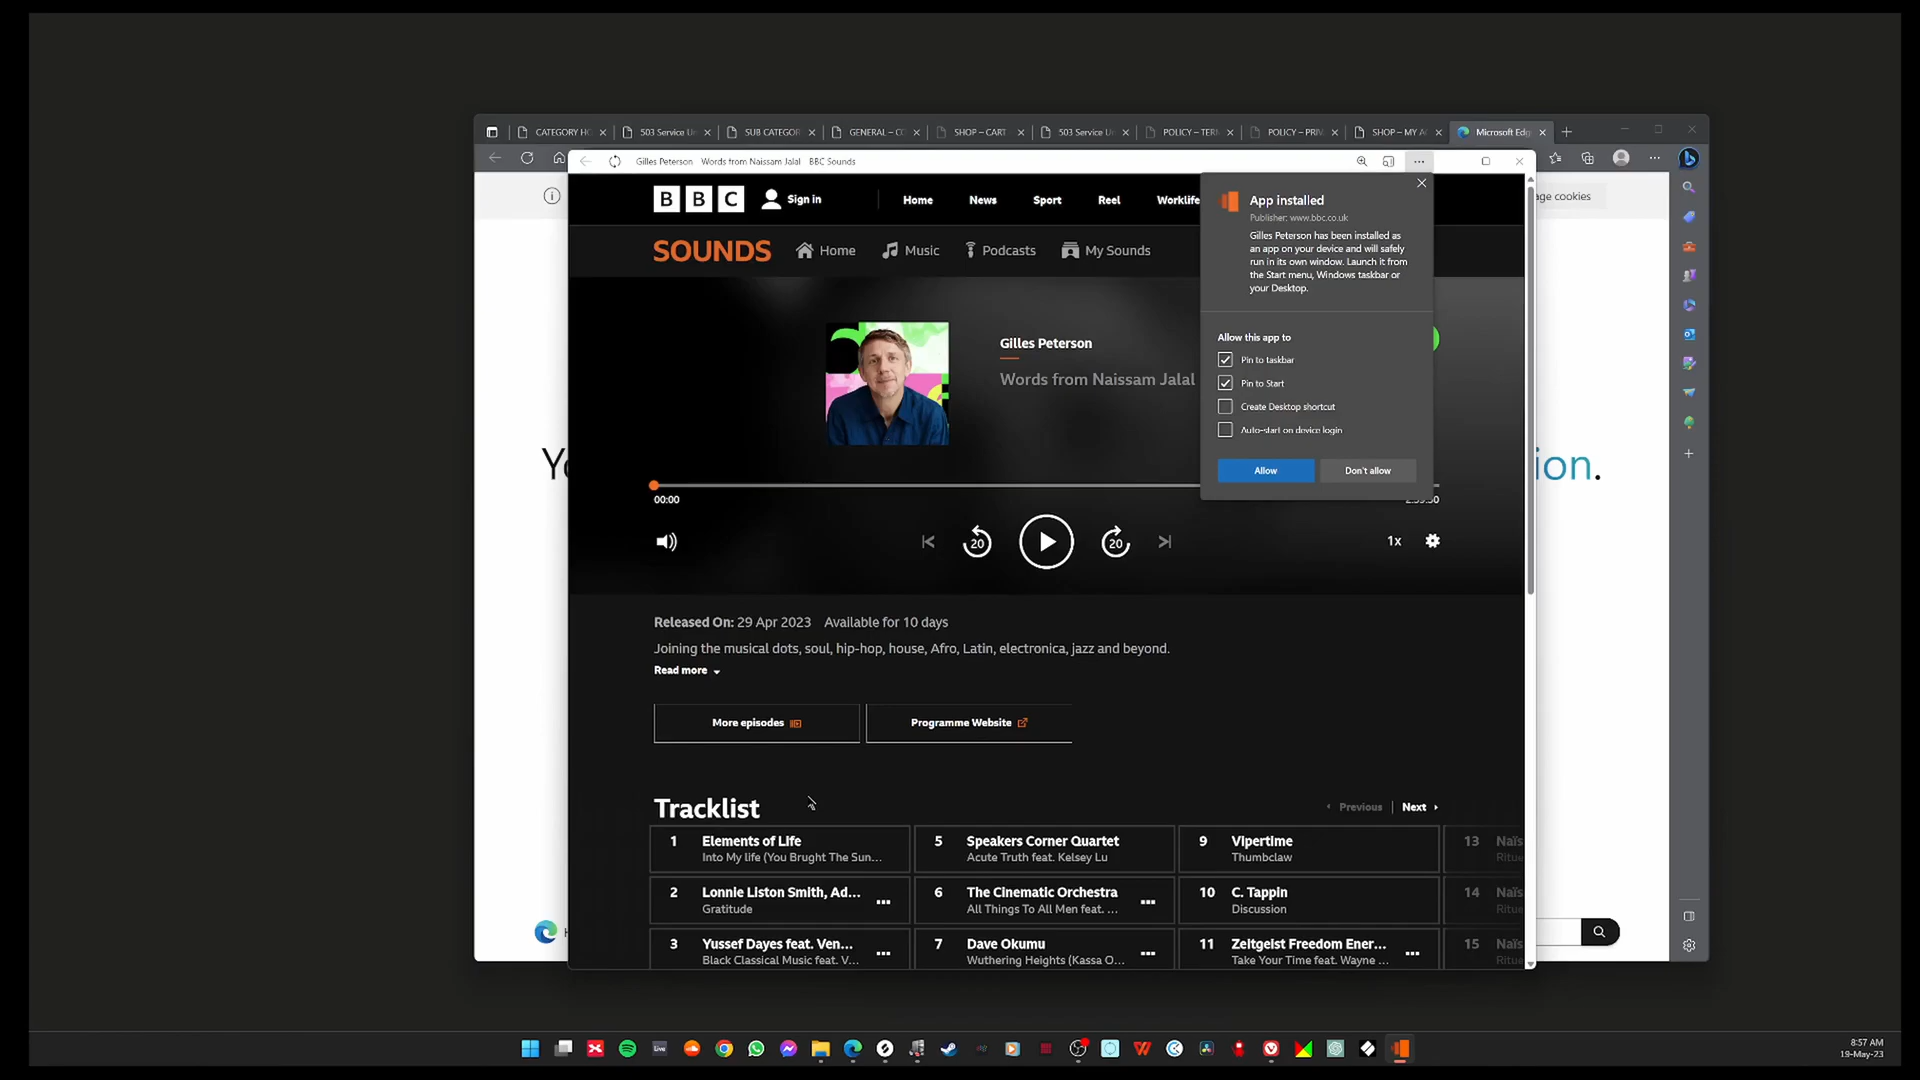 CATEGORY H
503 Service Un
SUB CATEGOR
GENERAL – C
SHOP – CART
503 Service Un
POLICY – TER
POLICY – PRI
SHOP – MY A
Microsoft Edg
Gilles Peterson Words from Naissam Jalal BBC Sounds
age cookies
BBC
Sign in
Home
News
Sport
Reel
Worklife
SOUNDS
Home
Music
Podcasts
My Sounds
App installed
Publisher: www.bbc.co.uk
Gilles Peterson has been installed as
an app on your device and will safely
run in its own window. Launch it from
the Start menu, Windows taskbar or
your Desktop.
Allow this app to
Pin to taskbar
Pin to Start
Create Desktop shortcut
Auto-start on device login
Allow
Don't allow
Gilles Peterson
Words from Naissam Jalal
Yo
ion.
00:00
20
20
1x
Released On: 29 Apr 2023 Available for 10 days
Joining the musical dots, soul, hip-hop, house, Afro, Latin, electronica, jazz and beyond.
Read more
More episodes
Programme Website
Tracklist
Previous
Next
1 Elements of Life
Into My life (You Brught The Sun...
5 Speakers Corner Quartet
Acute Truth feat. Kelsey Lu
9 Vipertime
Thumbclaw
13 Naïs
Ritue
2 Lonnie Liston Smith, Ad...
Gratitude
6 The Cinematic Orchestra
All Things To All Men feat. ...
10 C. Tappin
Discussion
14 Naïs
Ritue
3 Yussef Dayes feat. Ven...
Black Classical Music feat. V...
7 Dave Okumu
Wuthering Heights (Kassa O...
11 Zeitgeist Freedom Ener...
Take Your Time feat. Wayne ...
15 Naïs
Ritue
Live
8:57 AM
19-May-23